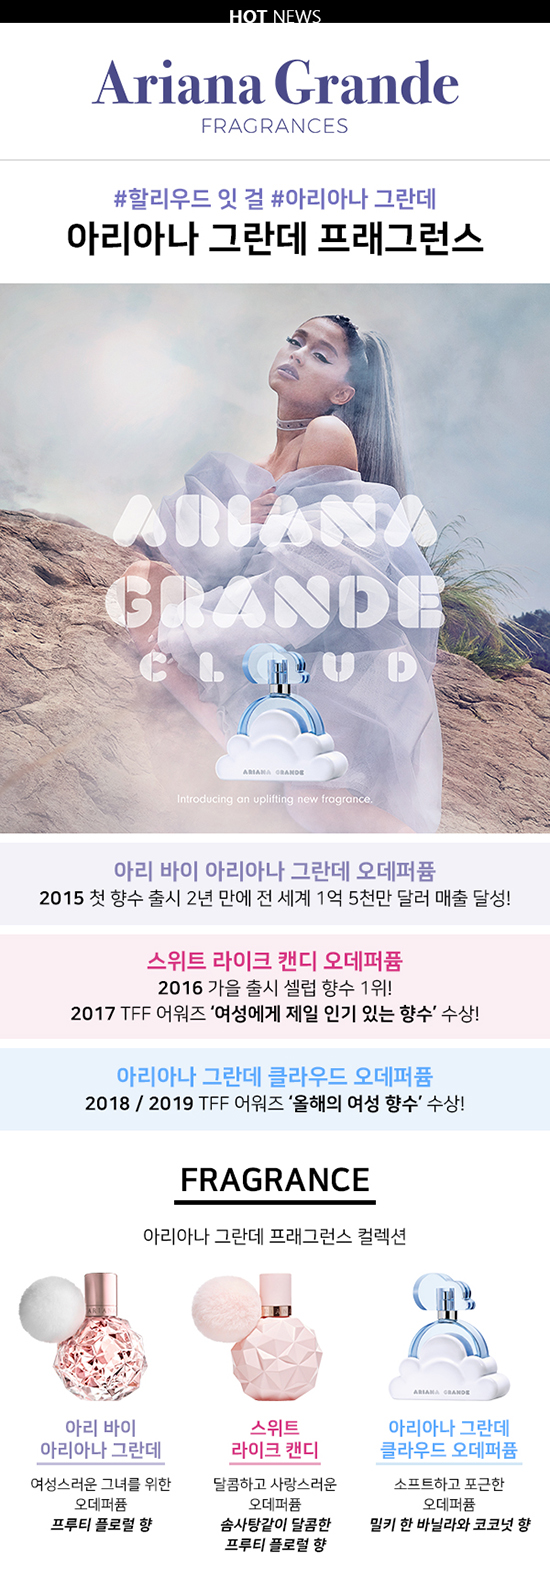 HOT NEWS
Ariana Grande
FRAGRANCES
#할리우드 잇 걸 #아리아나 그란데
아리아나 그란데 프래그런스
ARIANA
GRANDE
CLOUD
ARIANA GRANDE
Introducing an uplifting new fragrance.
아리 바이 아리아나 그란데 오데퍼퓸
2015 첫 향수 출시 2년 만에 전 세계 1억 5천만 달러 매출 달성!
스위트 라이크 캔디 오데퍼퓸
2016 가을 출시 셀럽 향수 1위!
2017 TFF 어워즈 ‘여성에게 제일 인기 있는 향수’ 수상!
아리아나 그란데 클라우드 오데퍼퓸
2018 / 2019 TFF 어워즈 ‘올해의 여성 향수’ 수상!
FRAGRANCE
아리아나 그란데 프래그런스 컬렉션
ARIANA GRANDE
아리 바이
아리아나 그란데
여성스러운 그녀를 위한
오데퍼퓸
프루티 플로럴 향
스위트
라이크 캔디
달콤하고 사랑스러운
오데퍼퓸
솜사탕같이 달콤한
프루티 플로럴 향
아리아나 그란데
클라우드 오데퍼퓸
소프트하고 포근한
오데퍼퓸
밀키 한 바닐라와 코코넛 향